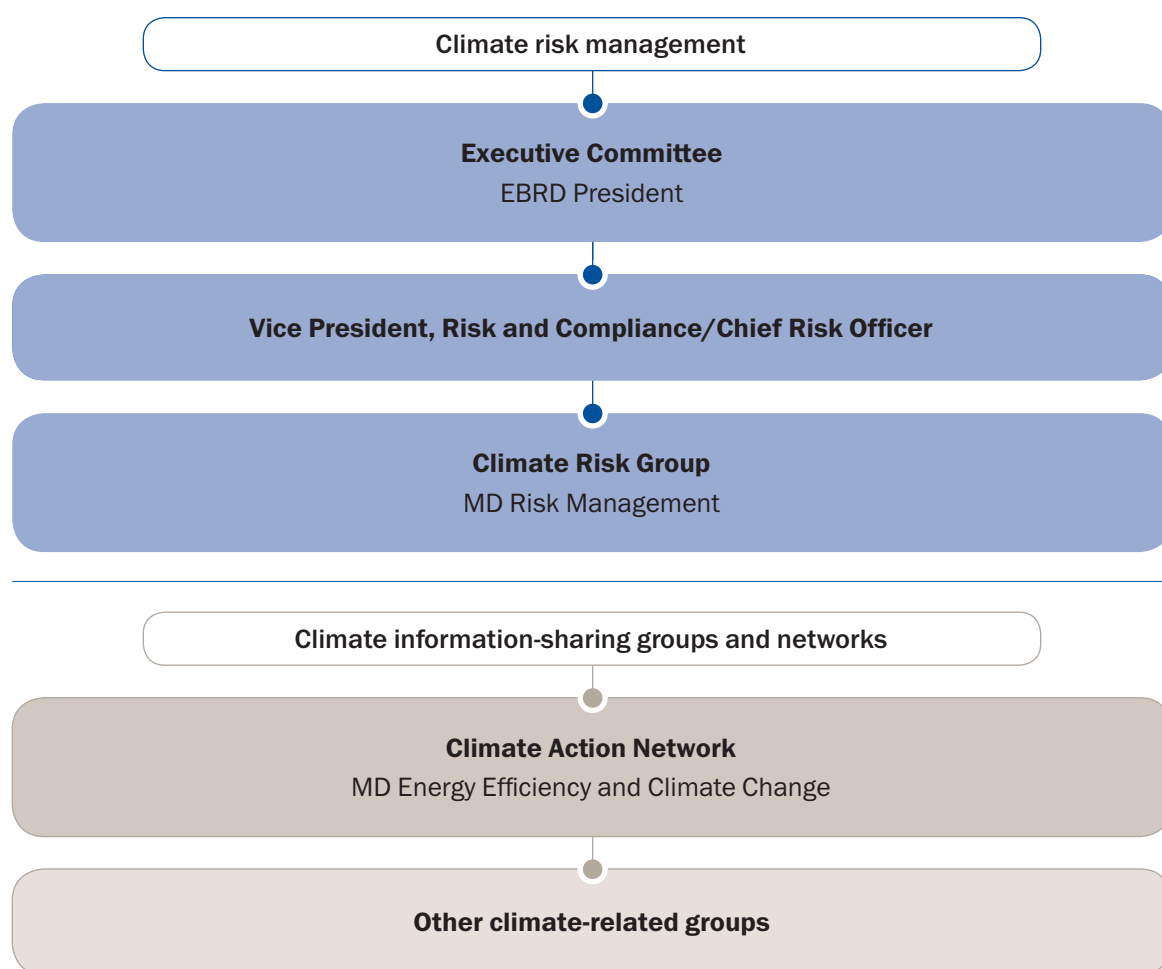 Climate risk management
Executive Committee
EBRD President
Vice President, Risk and Compliance/Chief Risk Officer
Climate Risk Group
MD Risk Management
Climate information-sharing groups and networks
Climate Action Network
MD Energy Efficiency and Climate Change
Other climate-related groups